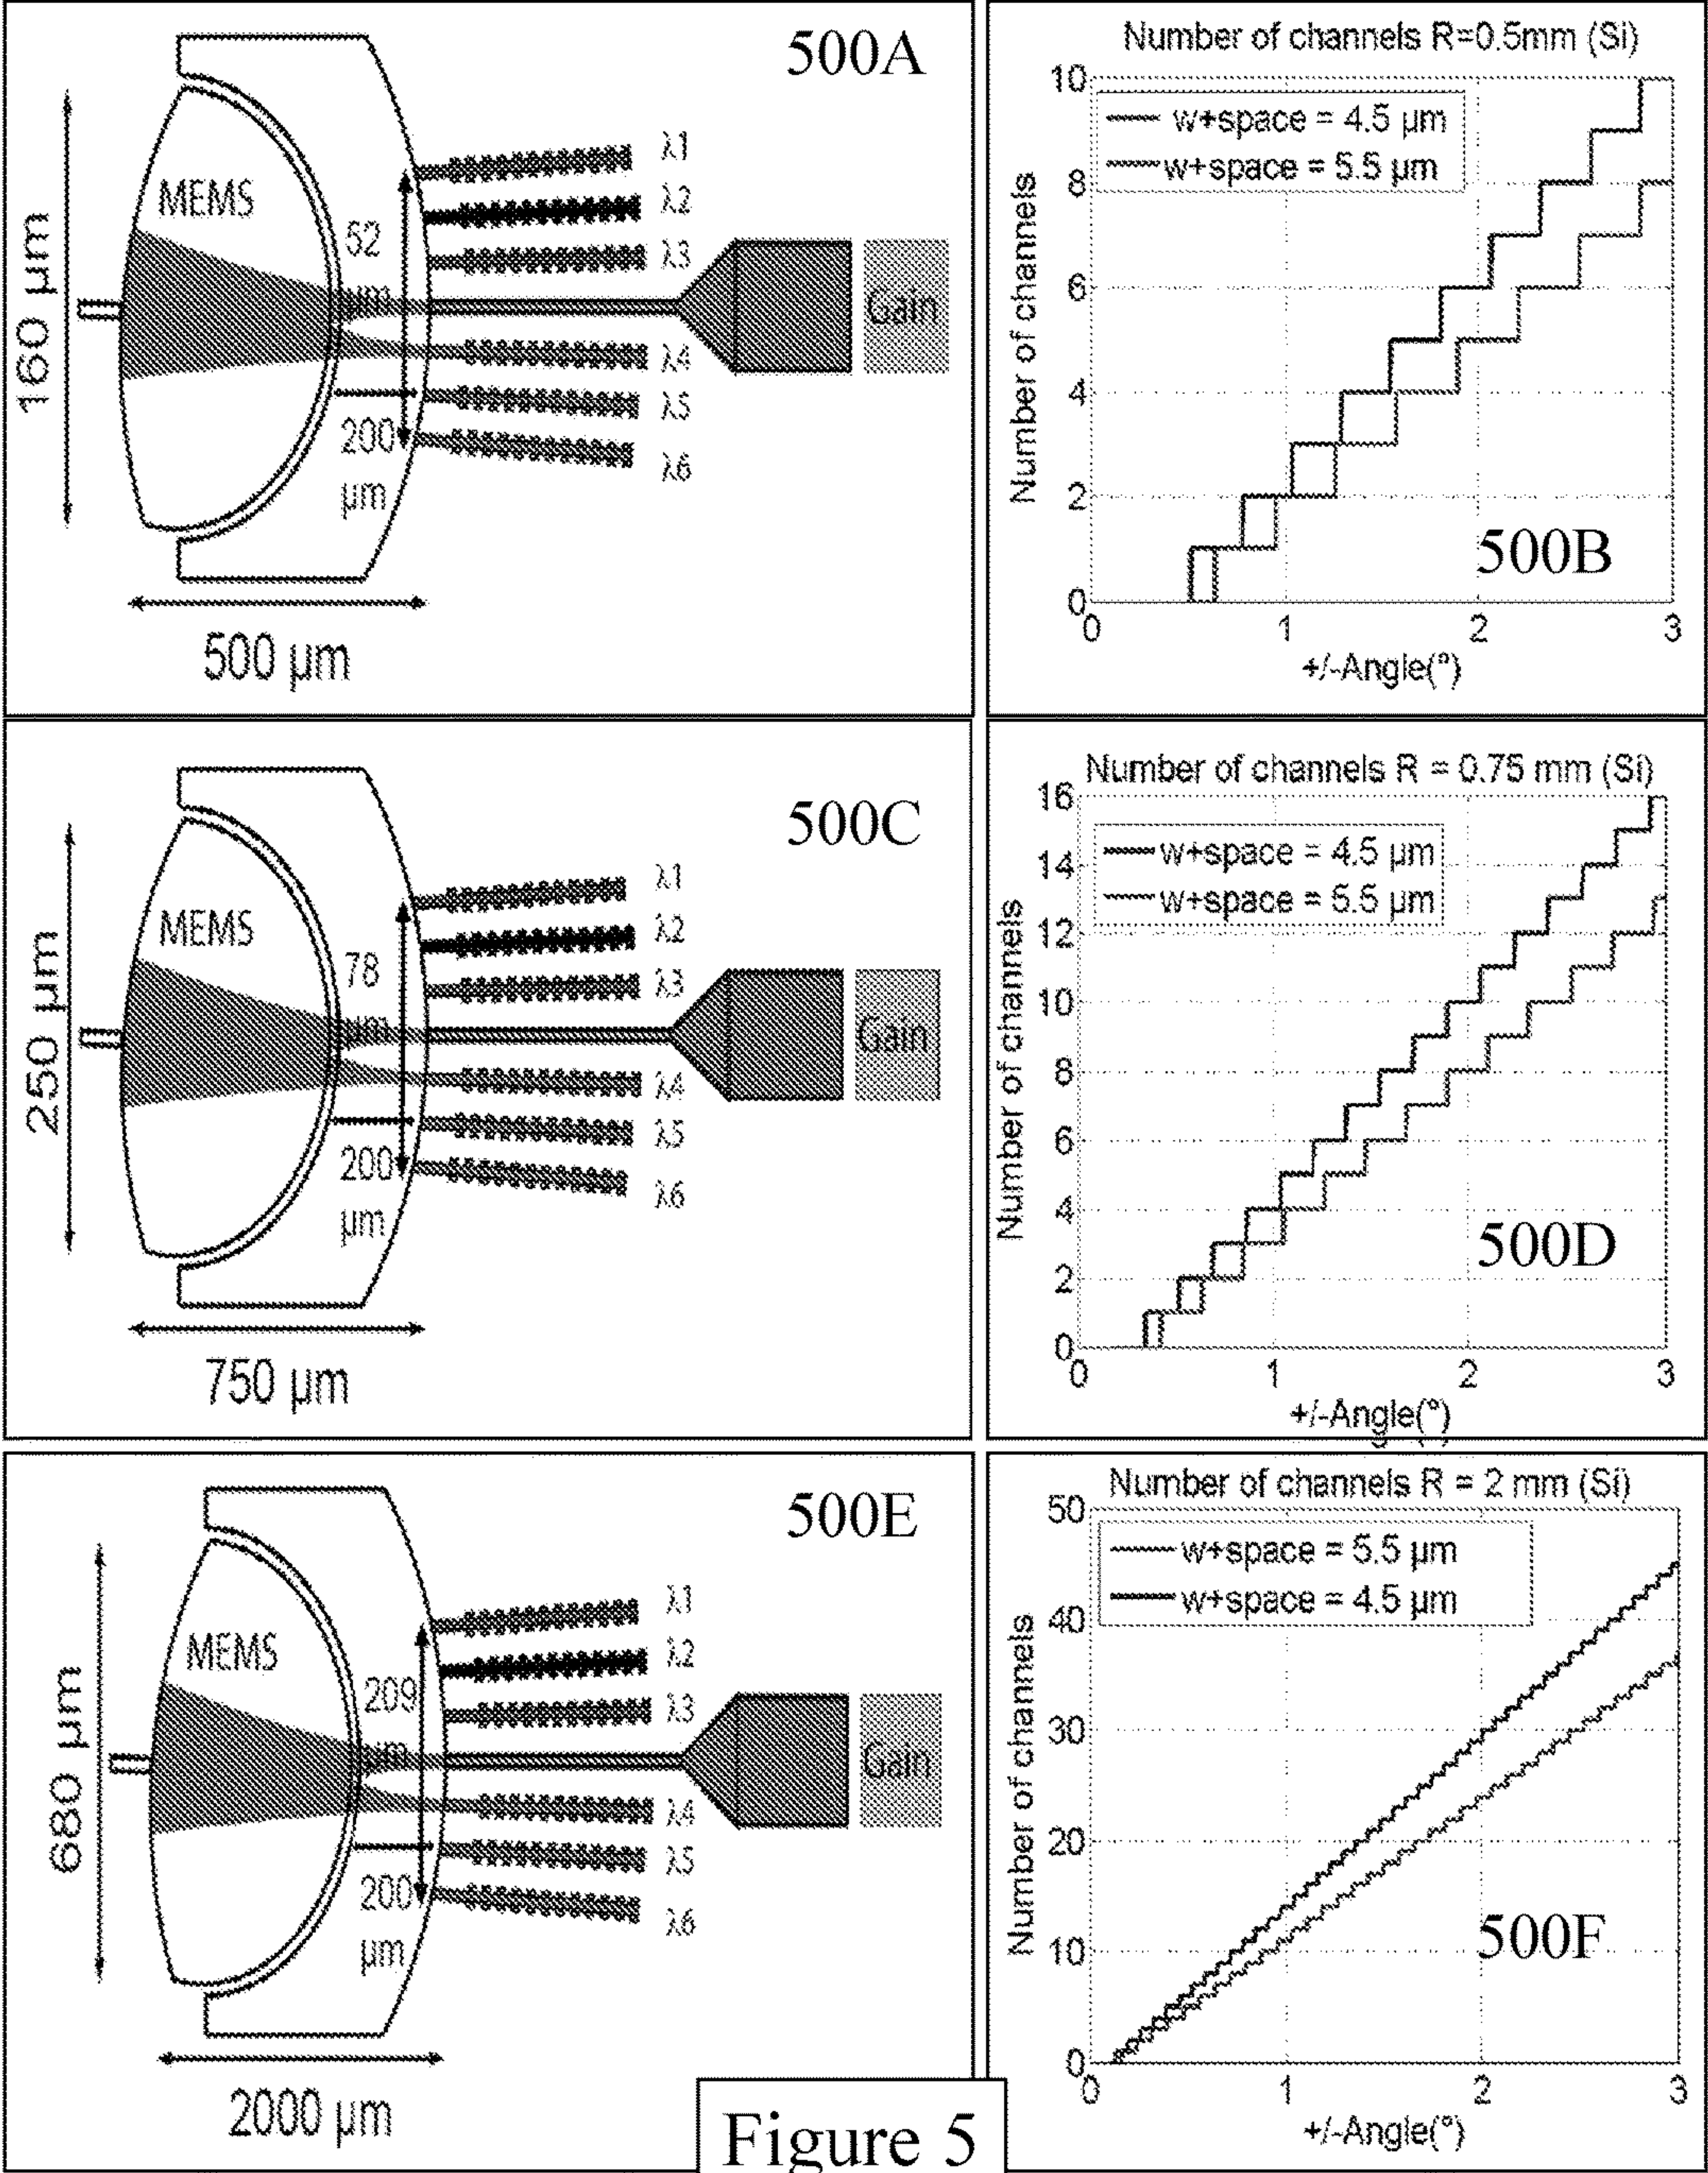 500A
MEMS
160 µm
52
µm
200
µm
λ1
λ2
λ3
λ4
λ5
λ6
Gain
500 µm
Number of channels R=0.5mm (Si)
w+space = 4.5 µm
w+space = 5.5 µm
Number of channels
10
8
6
4
2
0
0
1
2
3
+/-Angle(°)
500B
500C
MEMS
250 µm
78
µm
200
µm
λ1
λ2
λ3
λ4
λ5
λ6
Gain
750 µm
Number of channels R = 0.75 mm (Si)
w+space = 4.5 µm
w+space = 5.5 µm
Number of channels
16
14
12
10
8
6
4
2
0
0
1
2
3
+/-Angle(°)
500D
500E
MEMS
680 µm
209
µm
200
µm
λ1
λ2
λ3
λ4
λ5
λ6
Gain
2000 µm
Number of channels R = 2 mm (Si)
w+space = 5.5 µm
w+space = 4.5 µm
Number of channels
50
40
30
20
10
0
0
1
2
3
+/-Angle(°)
500F
Figure 5